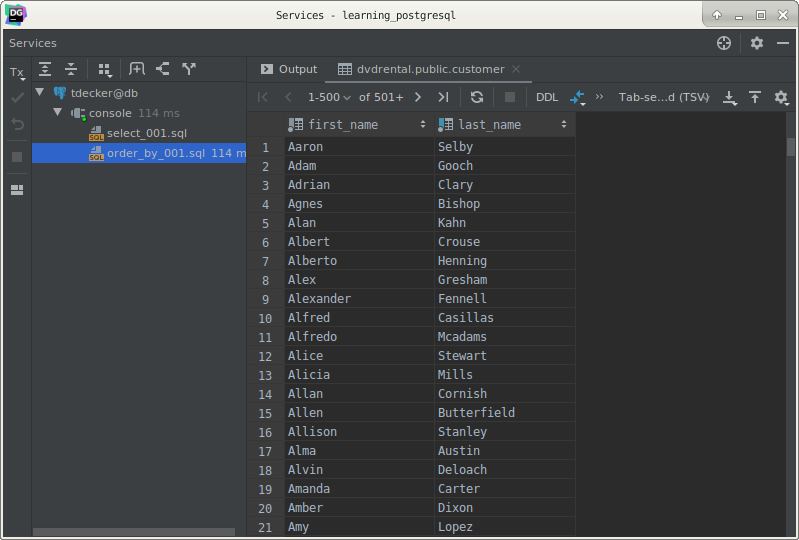 DG
Services - learning_postgresql
Services
Tx
tdecker@db
console 114 ms
select_001.sql
order_by_001.sql 114 m
SQL
SQL
Output
dvdrental.public.customer
1-500 of 501+
DDL
Tab-se...d (TSV)
first_name last_name
1 Aaron Selby
2 Adam Gooch
3 Adrian Clary
4 Agnes Bishop
5 Alan Kahn
6 Albert Crouse
7 Alberto Henning
8 Alex Gresham
9 Alexander Fennell
10 Alfred Casillas
11 Alfredo Mcadams
12 Alice Stewart
13 Alicia Mills
14 Allan Cornish
15 Allen Butterfield
16 Allison Stanley
17 Alma Austin
18 Alvin Deloach
19 Amanda Carter
20 Amber Dixon
21 Amy Lopez